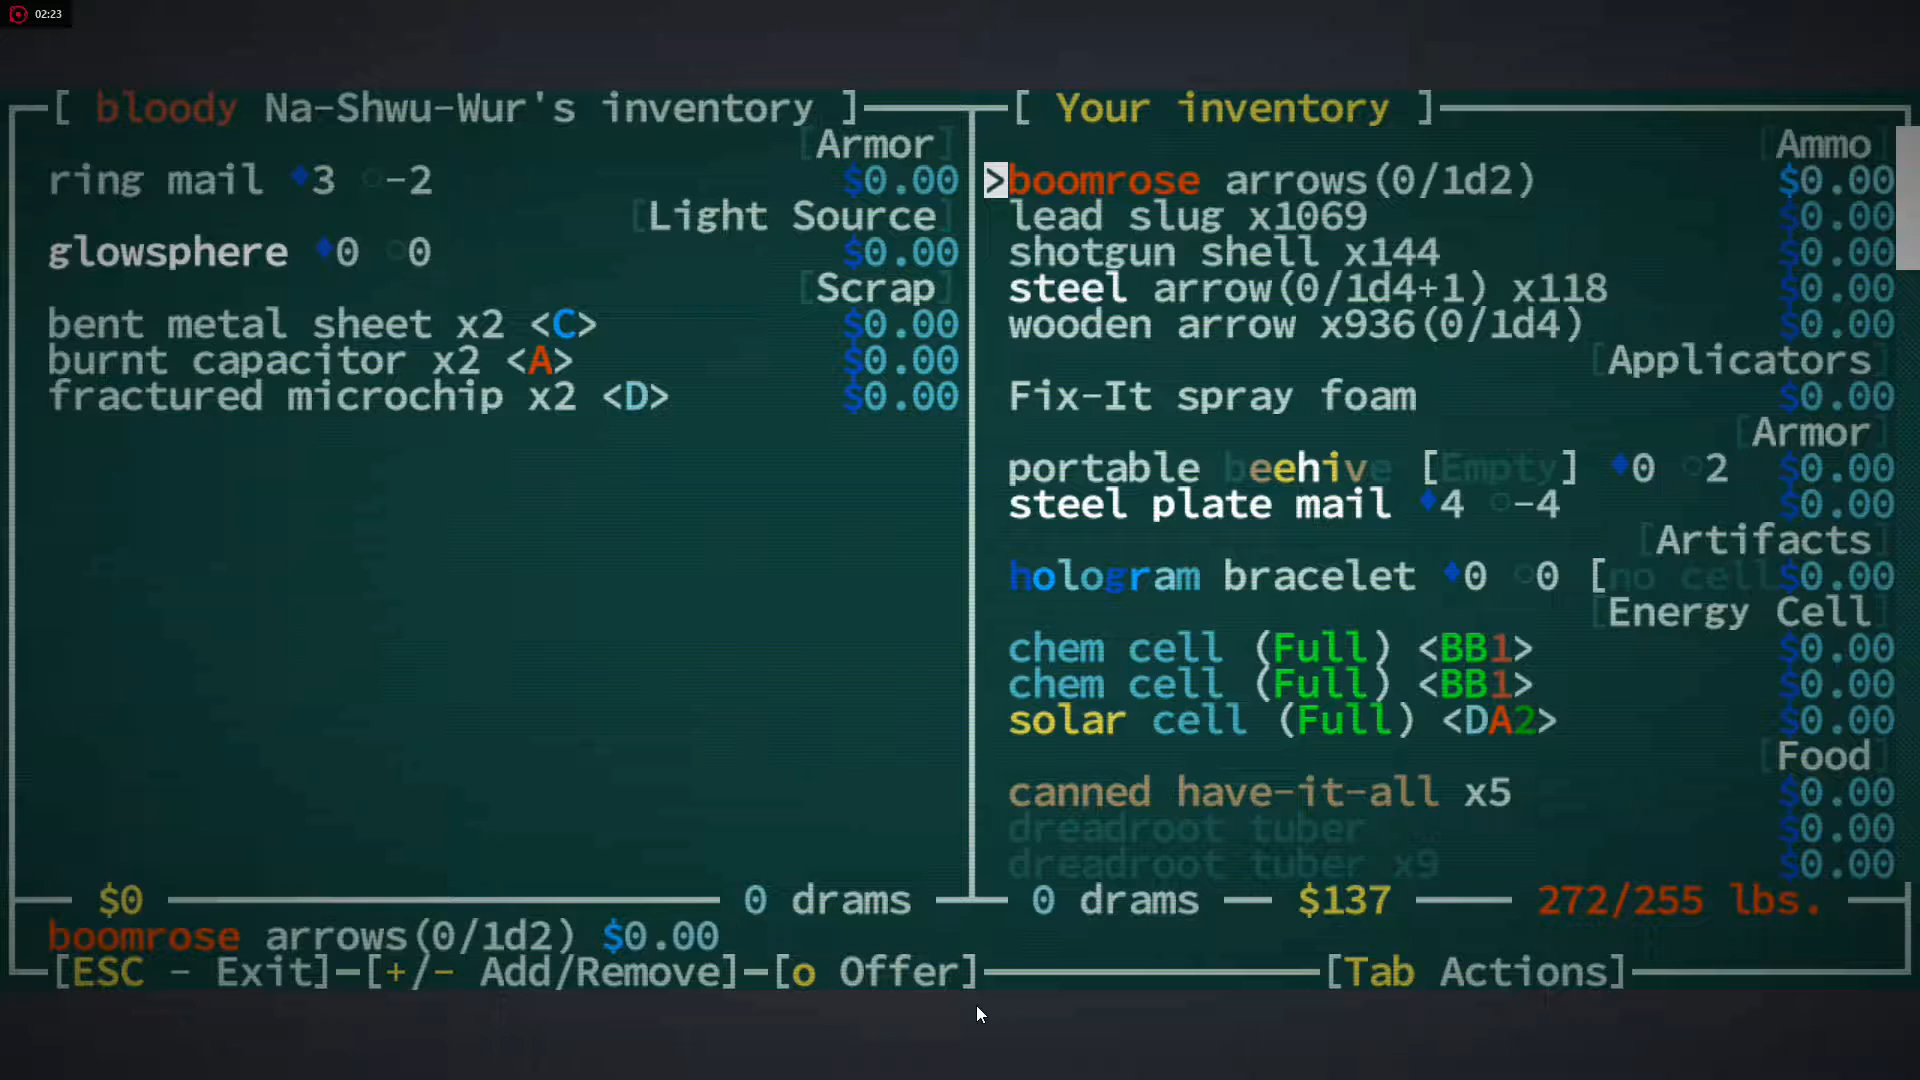 02:23
[ bloody Na-Shwu-Wur's inventory ]
[Armor]
ring mail ♦3 ○-2 $0.00
[Light Source]
glowsphere ♦0 ○0 $0.00
[Scrap]
bent metal sheet x2 <C> $0.00
burnt capacitor x2 <A> $0.00
fractured microchip x2 <D> $0.00
$0 0 drams
[ Your inventory ]
[Ammo]
>boomrose arrows(0/1d2) $0.00
lead slug x1069 $0.00
shotgun shell x144 $0.00
steel arrow(0/1d4+1) x118 $0.00
wooden arrow x936(0/1d4) $0.00
[Applicators]
Fix-It spray foam $0.00
[Armor]
portable beehive [Empty] ♦0 ○2 $0.00
steel plate mail ♦4 ○-4 $0.00
[Artifacts]
hologram bracelet ♦0 ○0 [no cell $0.00
[Energy Cell]
chem cell (Full) <BB1> $0.00
chem cell (Full) <BB1> $0.00
solar cell (Full) <DA2> $0.00
[Food]
canned have-it-all x5 $0.00
dreadroot tuber $0.00
dreadroot tuber x9 $0.00
0 drams $137 272/255 lbs.
boomrose arrows(0/1d2) $0.00
[ESC - Exit]-[+/- Add/Remove]-[o Offer] [Tab Actions]